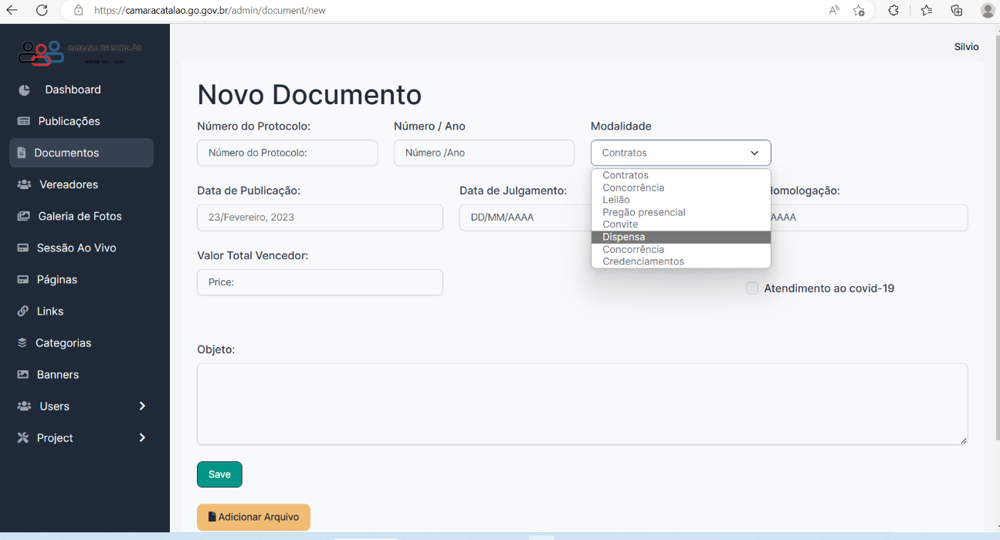 https://camaracatalao.go.gov.br/admin/document/new
CAMARA DE CATALÃO
GESTÃO 2021 - 2022
Silvio
Dashboard
Publicações
Documentos
Vereadores
Galeria de Fotos
Sessão Ao Vivo
Páginas
Links
Categorias
Banners
Users
Project
Novo Documento
Número do Protocolo: Número / Ano Modalidade
Número do Protocolo: Número /Ano Contratos
Contratos
Concorrência
Leilão
Pregão presencial
Convite
Dispensa
Concorrência
Credenciamentos
Data de Publicação: Data de Julgamento: Homologação:
23/Fevereiro, 2023 DD/MM/AAAA AAAA
Valor Total Vencedor:
Price:
Atendimento ao covid-19
Objeto:
Save
Adicionar Arquivo